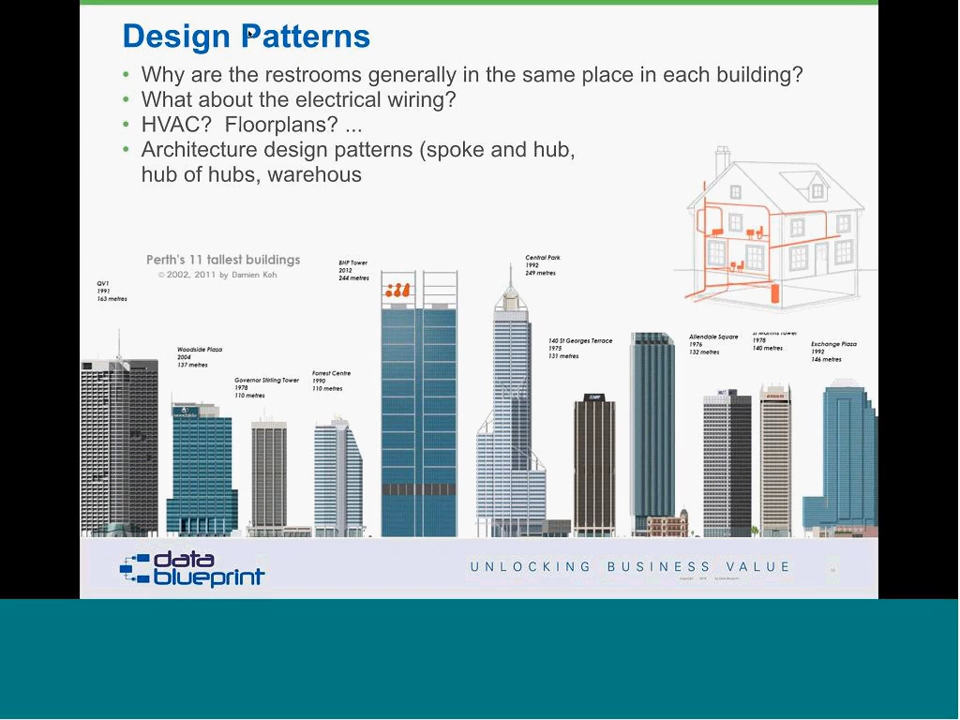 Design Patterns
• Why are the restrooms generally in the same place in each building?
• What about the electrical wiring?
• HVAC?  Floorplans? ...
• Architecture design patterns (spoke and hub,
hub of hubs, warehous
Perth's 11 tallest buildings
© 2002, 2011 by Damien Koh
QV1
1991
163 metres
Woodside Plaza
2004
137 metres
Governor Stirling Tower
1978
110 metres
Forrest Centre
1990
110 metres
BHP Tower
2012
244 metres
Central Park
1992
249 metres
140 St Georges Terrace
1975
131 metres
Allendale Square
1976
132 metres
St Martins Tower
1978
140 metres
Exchange Plaza
1992
146 metres
data
blueprint
UNLOCKING BUSINESS VALUE